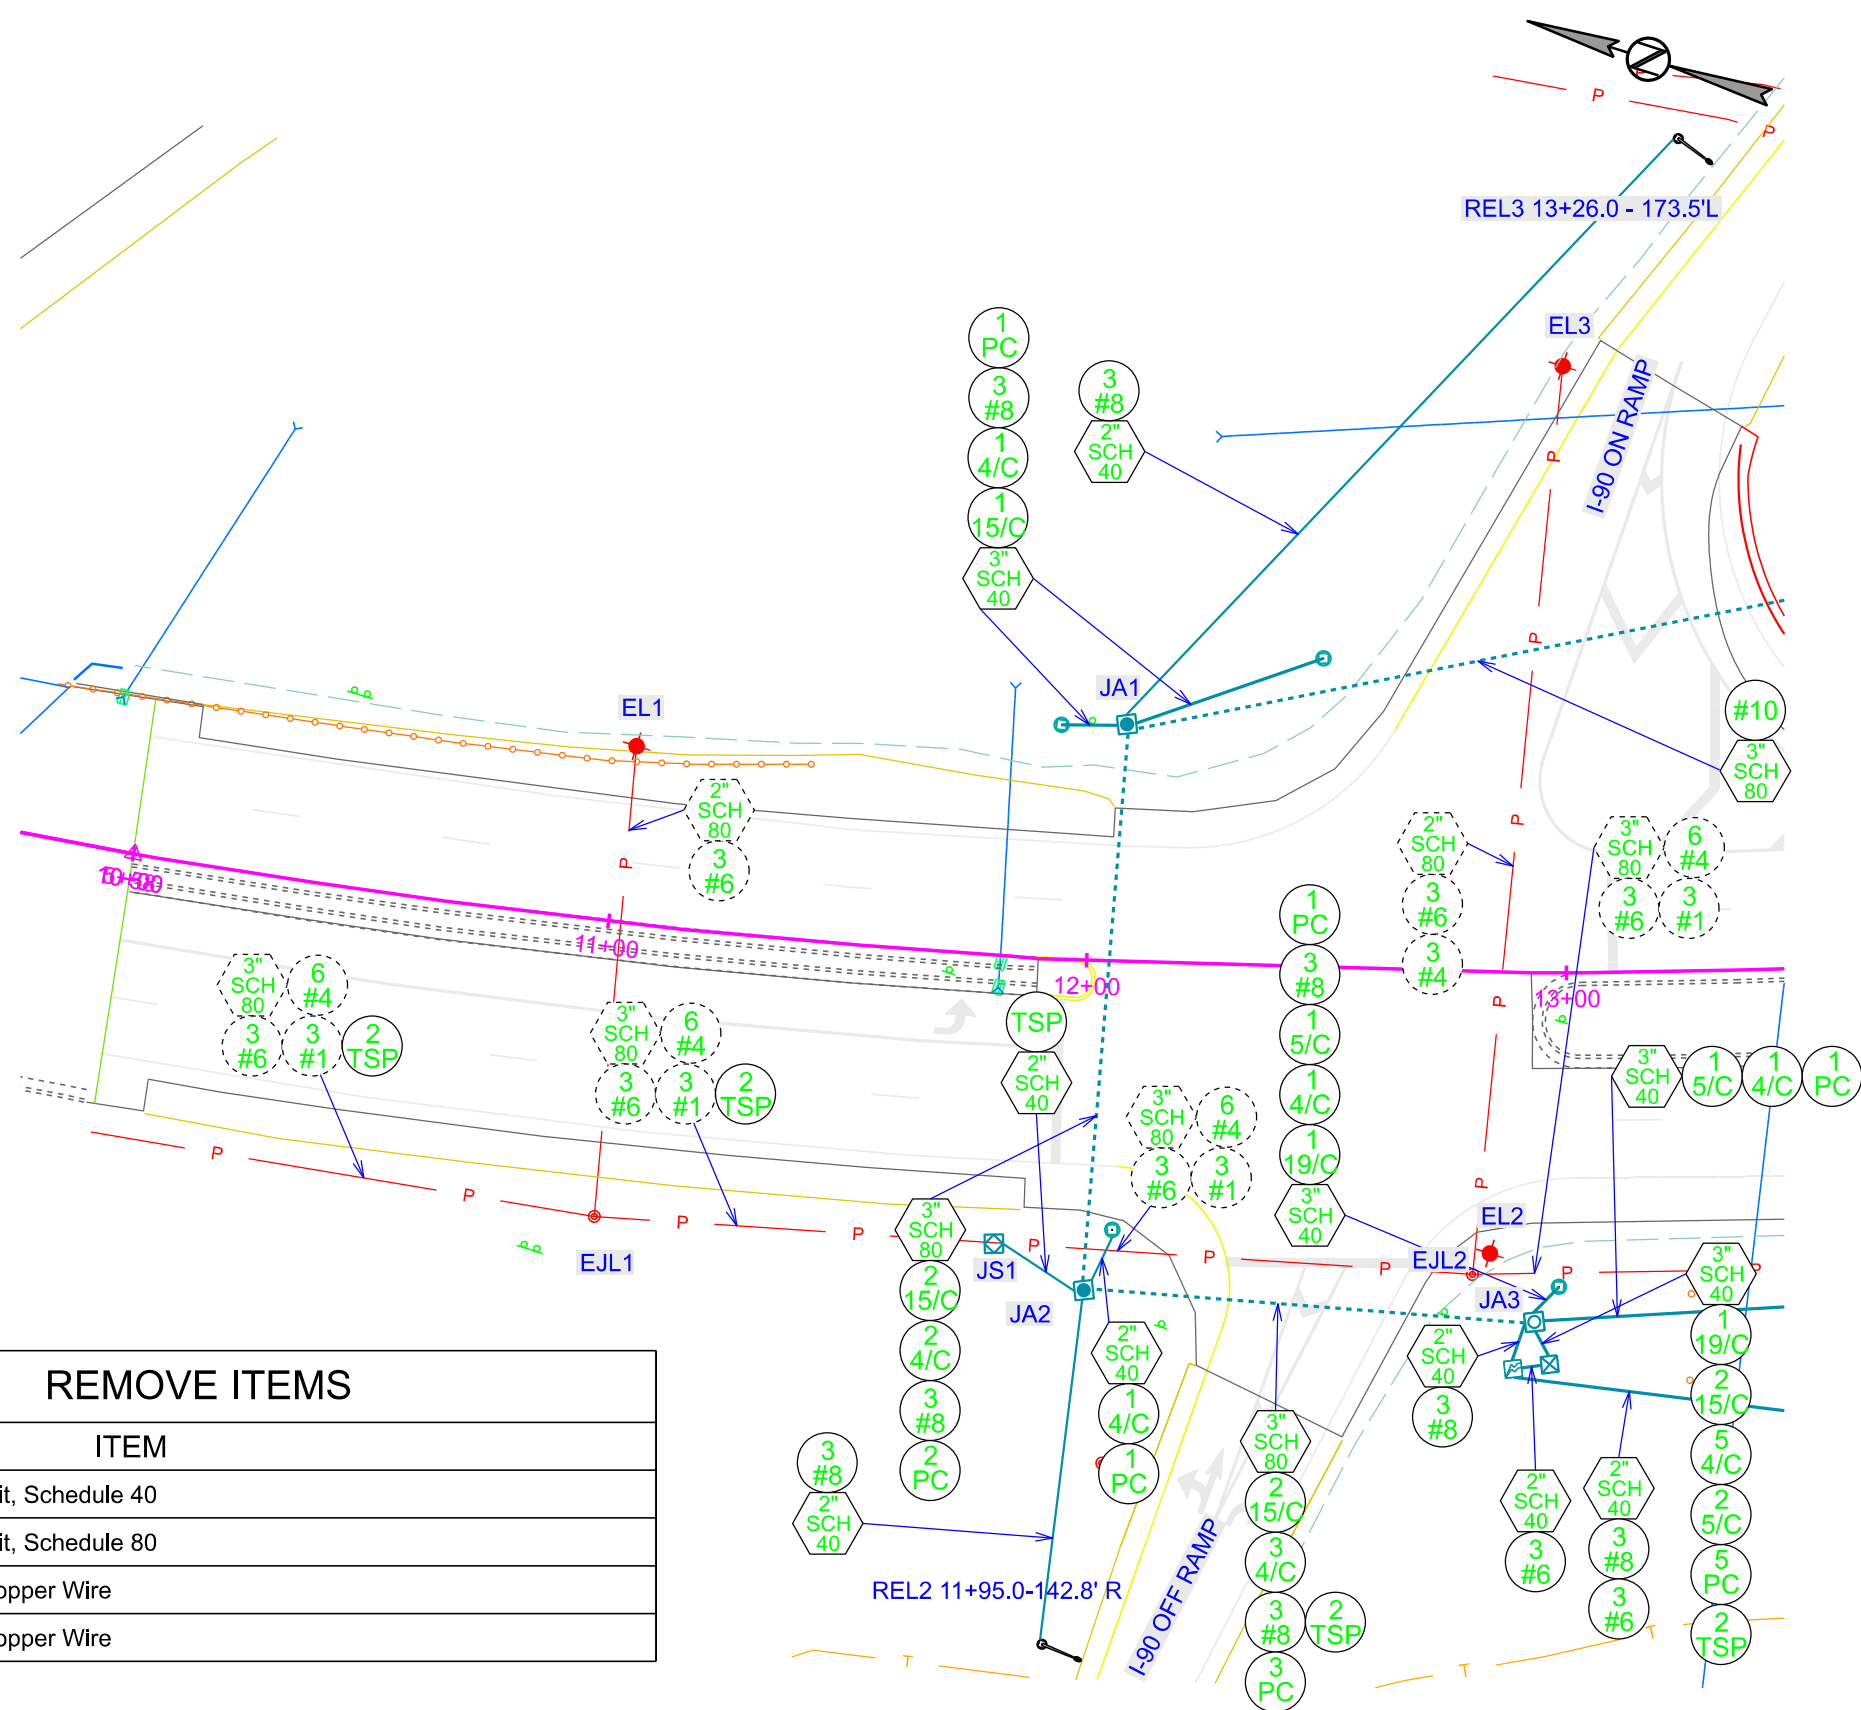 N
P
P
P
REL3 13+26.0 - 173.5'L
EL3
I-90 ON RAMP
P
1
PC
3
#8
1
4/C
1
15/C
3"
SCH
40
3
#8
2"
SCH
40
JA1
P
#10
3"
SCH
80
EL1
2"
SCH
80
3
#6
P
P
2"
SCH
80
3
#6
3
#4
3"
SCH
80
6
#4
3
#6
3
#1
11+00
12+00
13+00
P
1
PC
3
#8
1
5/C
1
4/C
1
19/C
3"
SCH
40
3"
SCH
80
6
#4
3
#6
3
#1
2
TSP
3"
SCH
80
6
#4
3
#6
3
#1
2
TSP
TSP
2"
SCH
40
3"
SCH
80
6
#4
3
#6
3
#1
3"
SCH
40
1
5/C
1
4/C
1
PC
P
P
P
P
P
P
P
P
P
P
EJL1
JS1
JA2
EL2
EJL2
JA3
3"
SCH
80
2
15/C
2
4/C
3
#8
2
PC
2"
SCH
40
1
4/C
1
PC
3"
SCH
80
2
15/C
3
4/C
3
#8
2
TSP
3
PC
2"
SCH
40
3
#8
3"
SCH
40
1
19/C
2
15/C
5
4/C
2
5/C
5
PC
2
TSP
2"
SCH
40
3
#6
2"
SCH
40
3
#8
3
#6
3
#8
2"
SCH
40
REL2 11+95.0-142.8' R
I-90 OFF RAMP
T
T
T
REMOVE ITEMS
ITEM
it, Schedule 40
it, Schedule 80
opper Wire
opper Wire